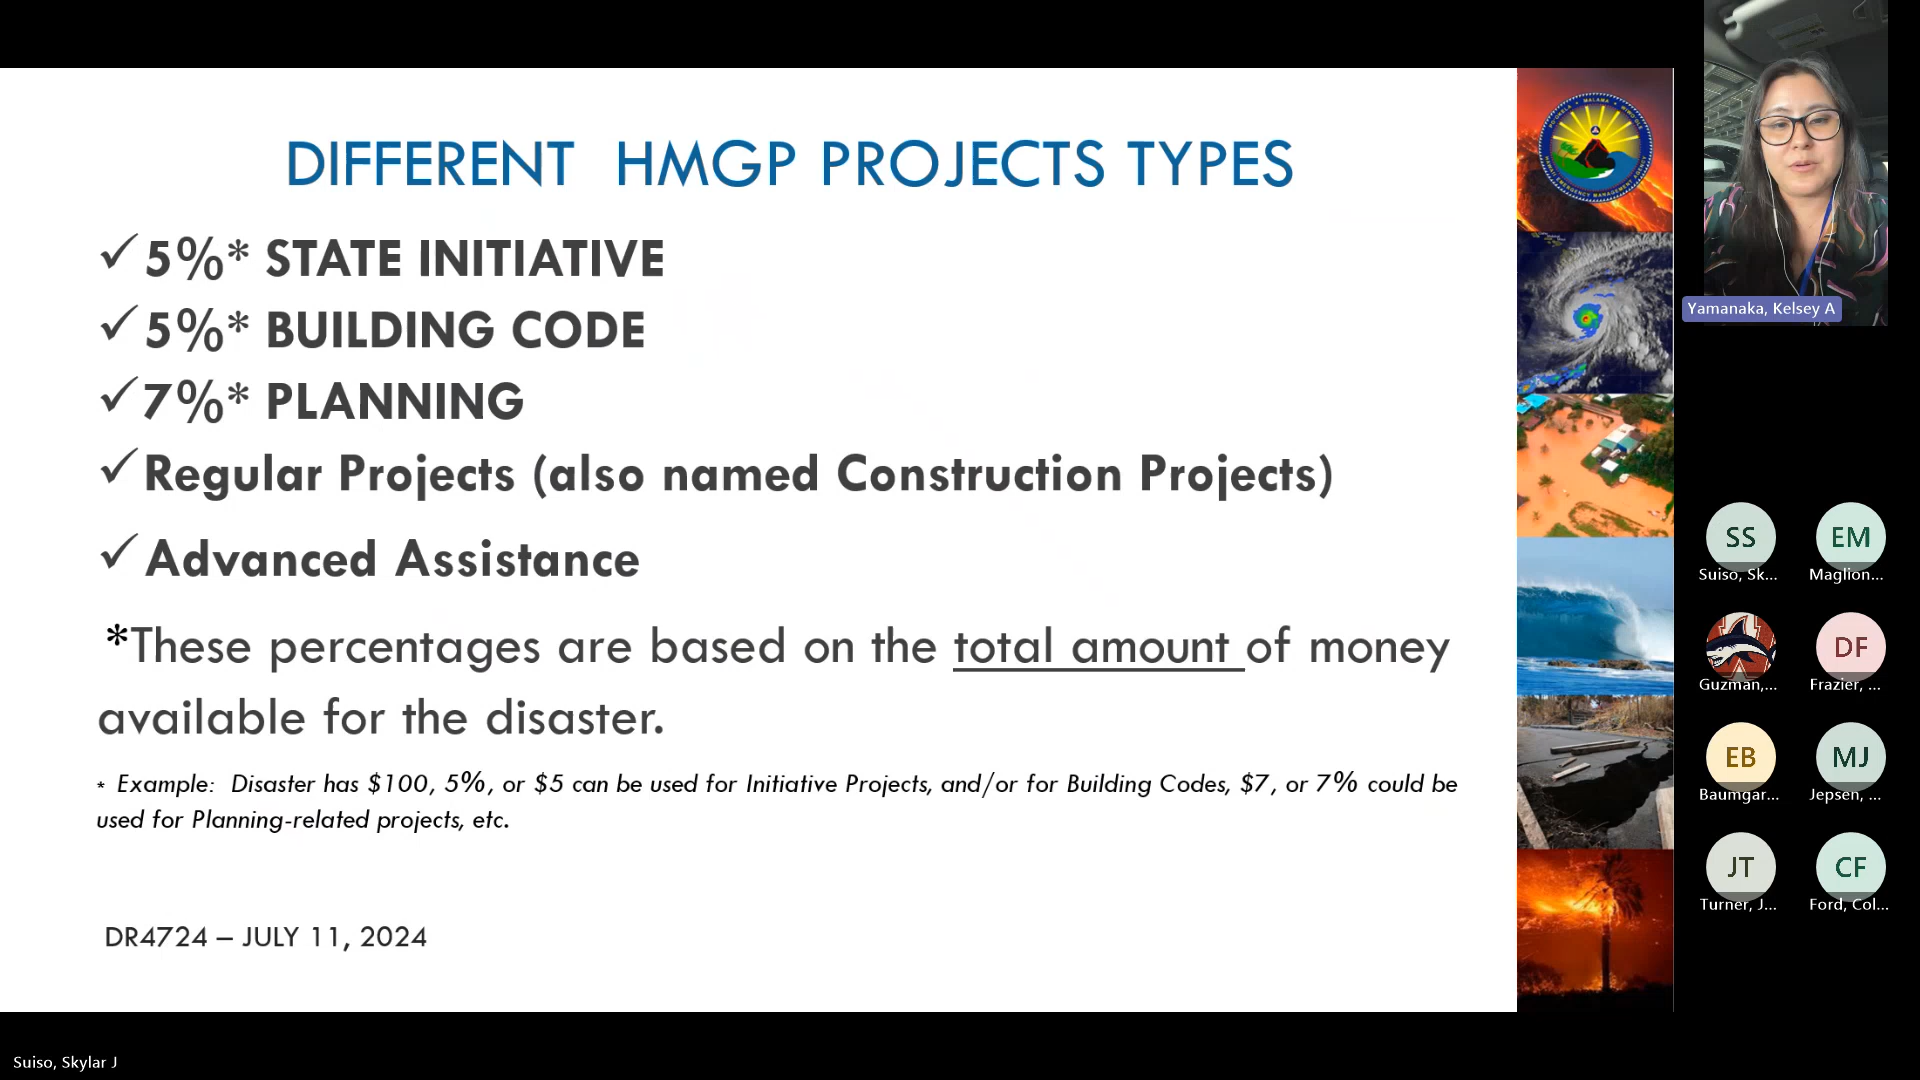 DIFFERENT HMGP PROJECTS TYPES
✓5%* STATE INITIATIVE
✓5%* BUILDING CODE
✓7%* PLANNING
✓Regular Projects (also named Construction Projects)
✓Advanced Assistance
*These percentages are based on the total amount of money
available for the disaster.
* Example: Disaster has $100, 5%, or $5 can be used for Initiative Projects, and/or for Building Codes, $7, or 7% could be
used for Planning-related projects, etc.
DR4724 – JULY 11, 2024
Yamanaka, Kelsey A
SS
Suiso, Sk...
EM
Maglion...
Guzman,...
DF
Frazier, ...
EB
Baumgar...
MJ
Jepsen, ...
JT
Turner, J...
CF
Ford, Col...
Suiso, Skylar J